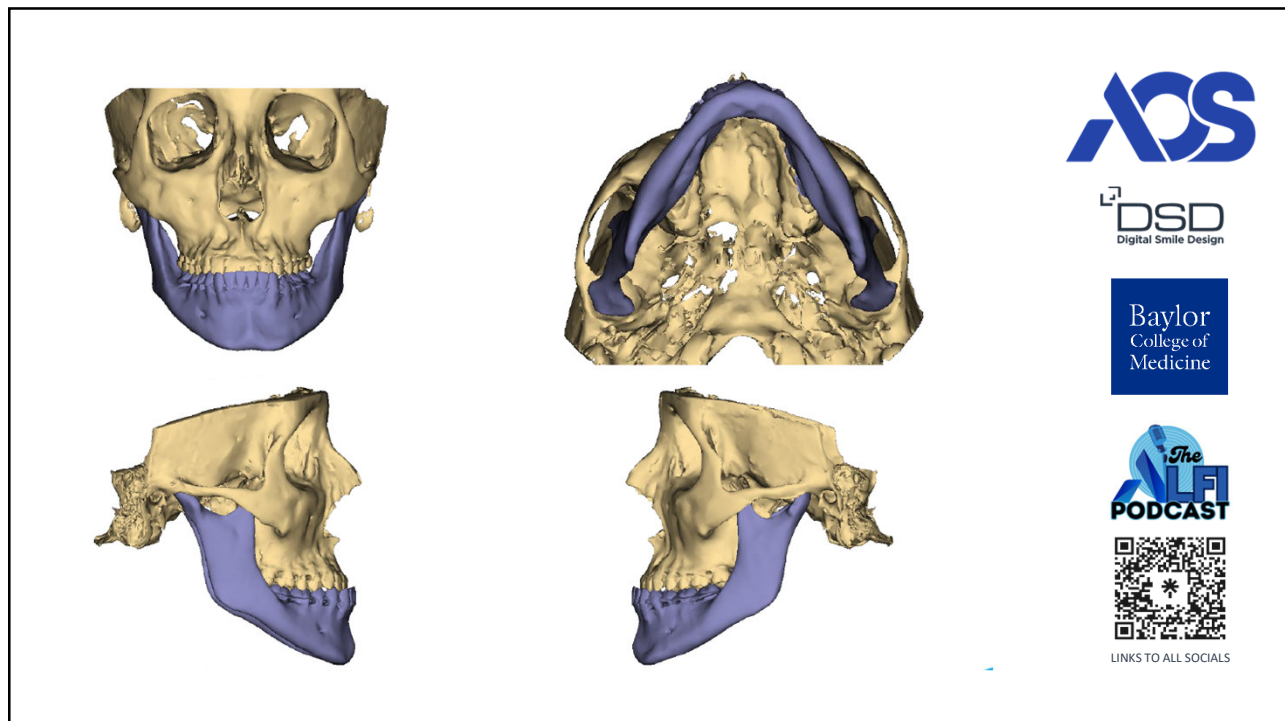 AOS
DSD
Digital Smile Design
Baylor
College of
Medicine
The
ALFI
PODCAST
LINKS TO ALL SOCIALS